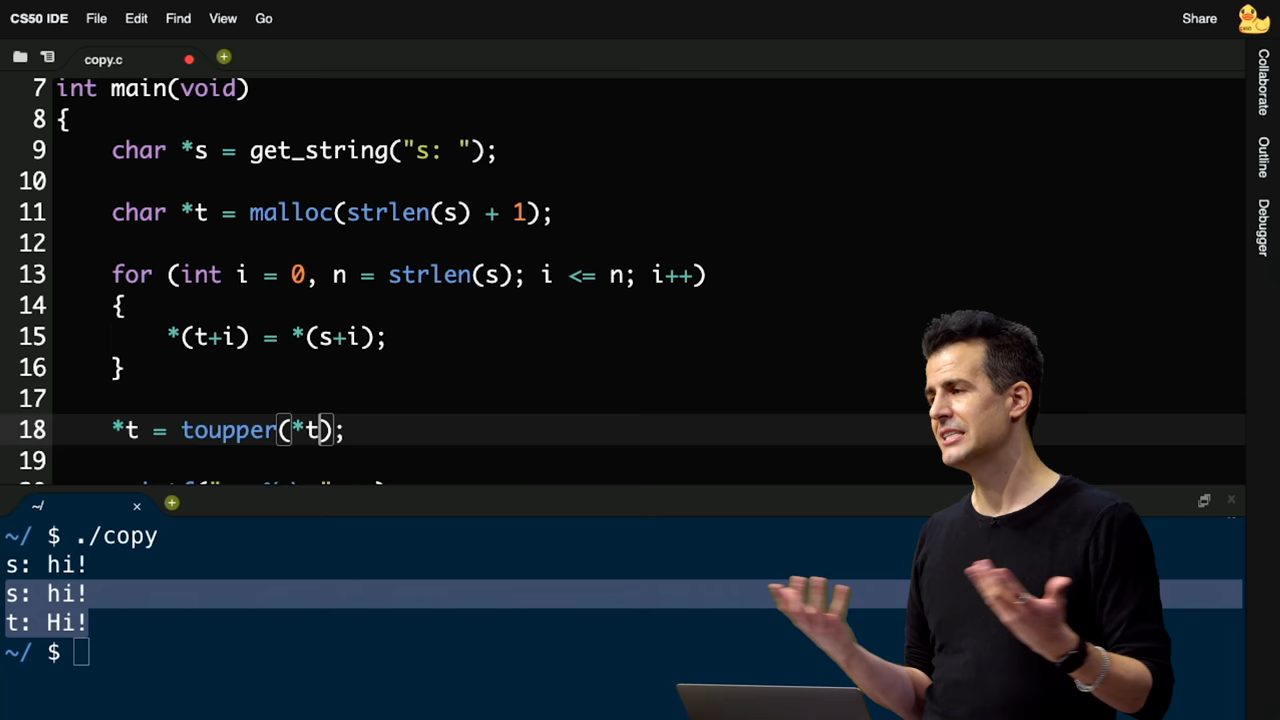 CS50 IDE File Edit Find View Go Share
copy.c
7 int main(void)
8 {
9 char *s = get_string("s: ");
10
11 char *t = malloc(strlen(s) + 1);
12
13 for (int i = 0, n = strlen(s); i <= n; i++)
14 {
15 *(t+i) = *(s+i);
16 }
17
18 *t = toupper(*t);
19
~/
~/ $ ./copy
s: hi!
s: hi!
t: Hi!
~/ $
Collaborate
Outline
Debugger